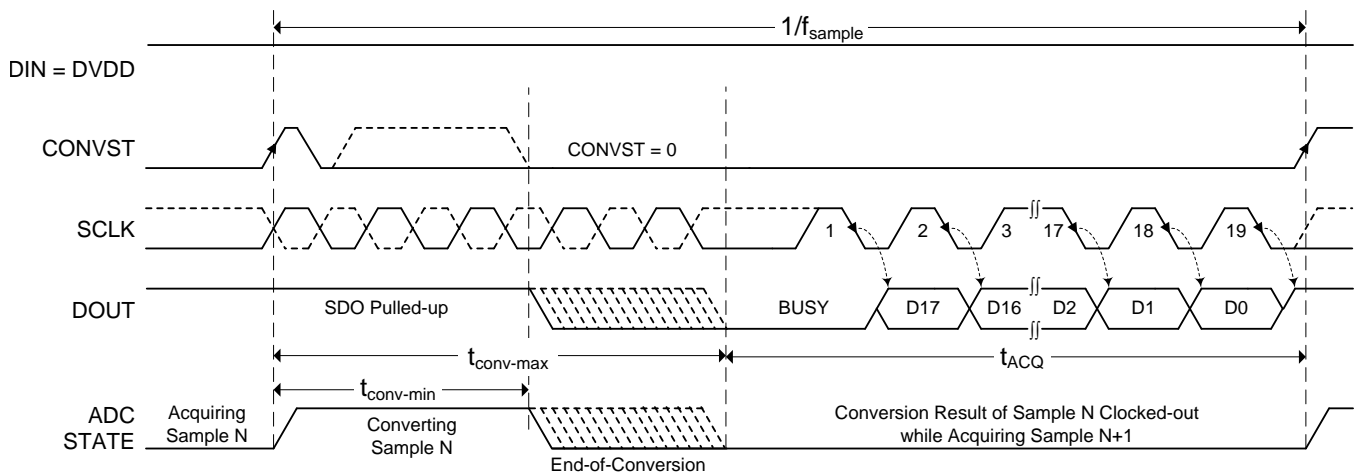 1/fsample
DIN = DVDD
CONVST
CONVST = 0
SCLK
1 2 3 ∫∫ 17 18 19
DOUT
SDO Pulled-up
BUSY
D17 D16 ∫∫ D2 D1 D0
tconv-max
tACQ
tconv-min
ADC
STATE
Acquiring
Sample N
Converting
Sample N
End-of-Conversion
Conversion Result of Sample N Clocked-out
while Acquiring Sample N+1